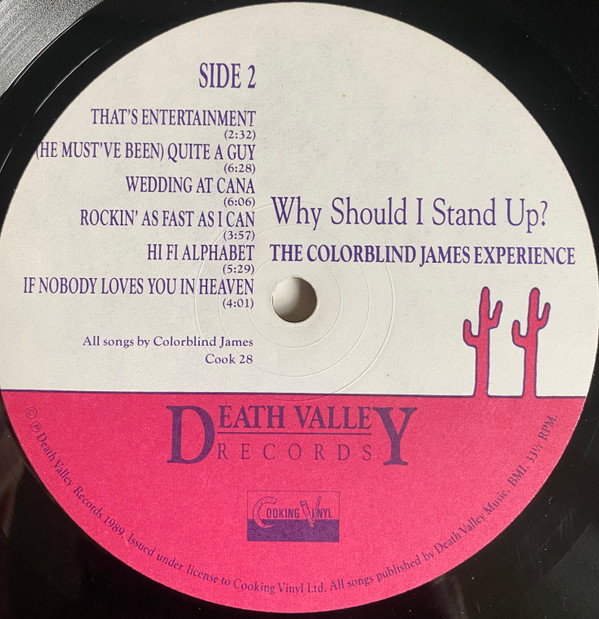 SIDE 2
THAT'S ENTERTAINMENT
(2:32)
(HE MUST'VE BEEN) QUITE A GUY
(6:28)
WEDDING AT CANA
(6:06)
ROCKIN' AS FAST AS I CAN
(3:57)
HI FI ALPHABET
(5:29)
IF NOBODY LOVES YOU IN HEAVEN
(4:01)
All songs by Colorblind James
Cook 28
Why Should I Stand Up?
THE COLORBLIND JAMES EXPERIENCE
DEATH VALLEY
RECORDS
COOKING VINYL
© ℗ Death Valley Records 1989. Issued under license to Cooking Vinyl Ltd. All songs published by Death Valley Music, BMI. 33⅓ RPM.